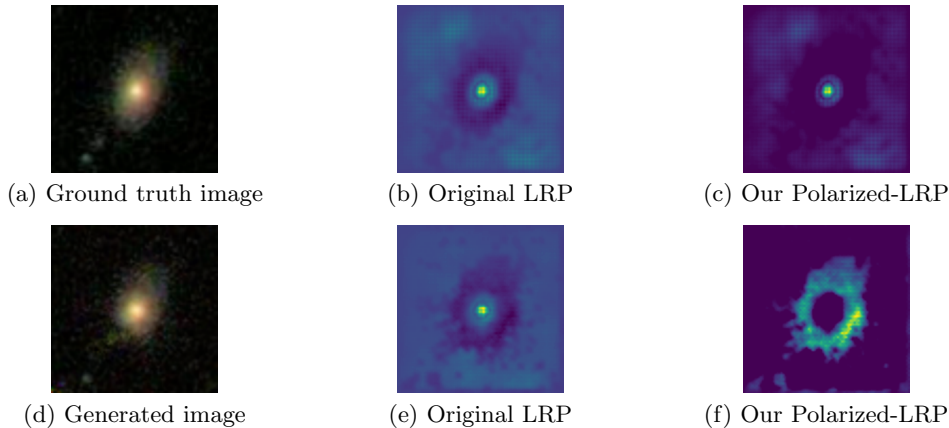 (a) Ground truth image
(b) Original LRP
(c) Our Polarized-LRP
(d) Generated image
(e) Original LRP
(f) Our Polarized-LRP